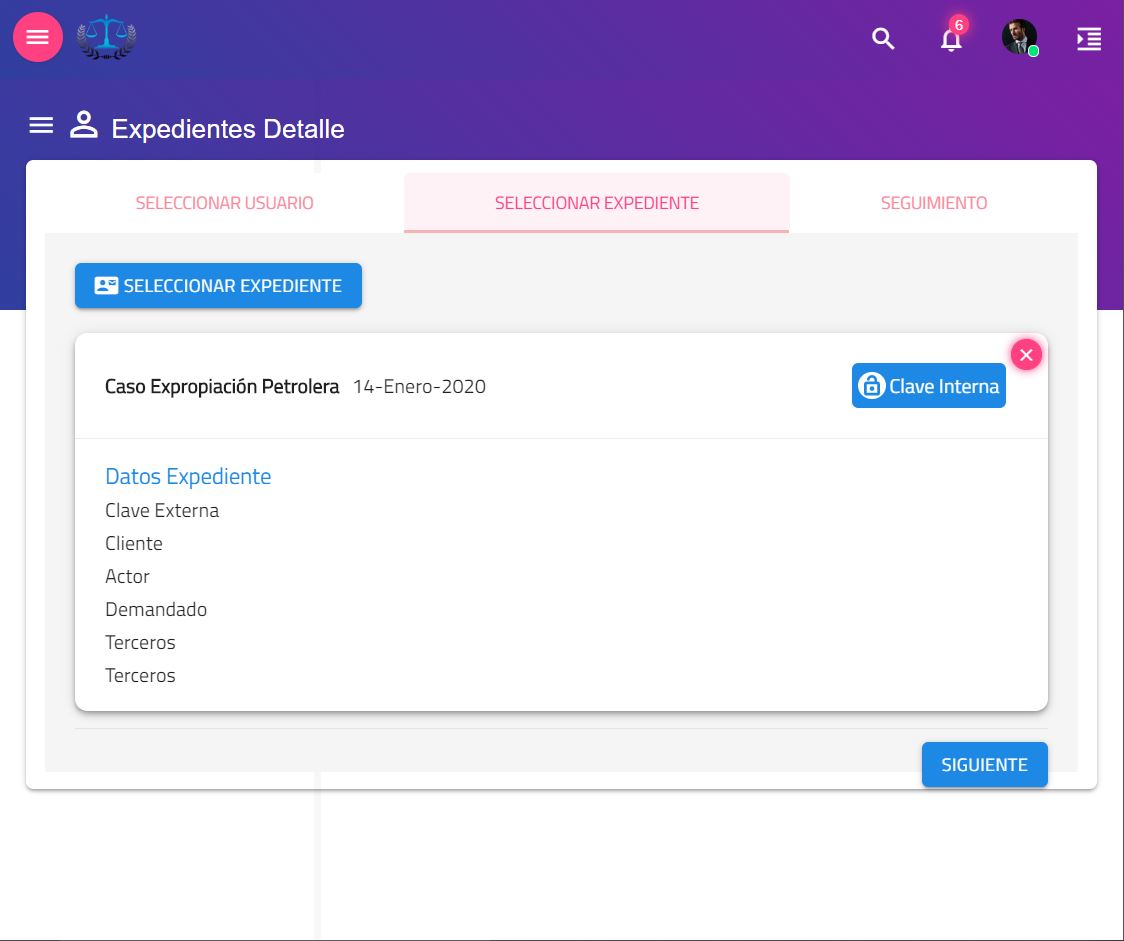 6
Expedientes Detalle
SELECCIONAR USUARIO SELECCIONAR EXPEDIENTE SEGUIMIENTO
SELECCIONAR EXPEDIENTE
Caso Expropiación Petrolera 14-Enero-2020 Clave Interna
Datos Expediente
Clave Externa
Cliente
Actor
Demandado
Terceros
Terceros
SIGUIENTE